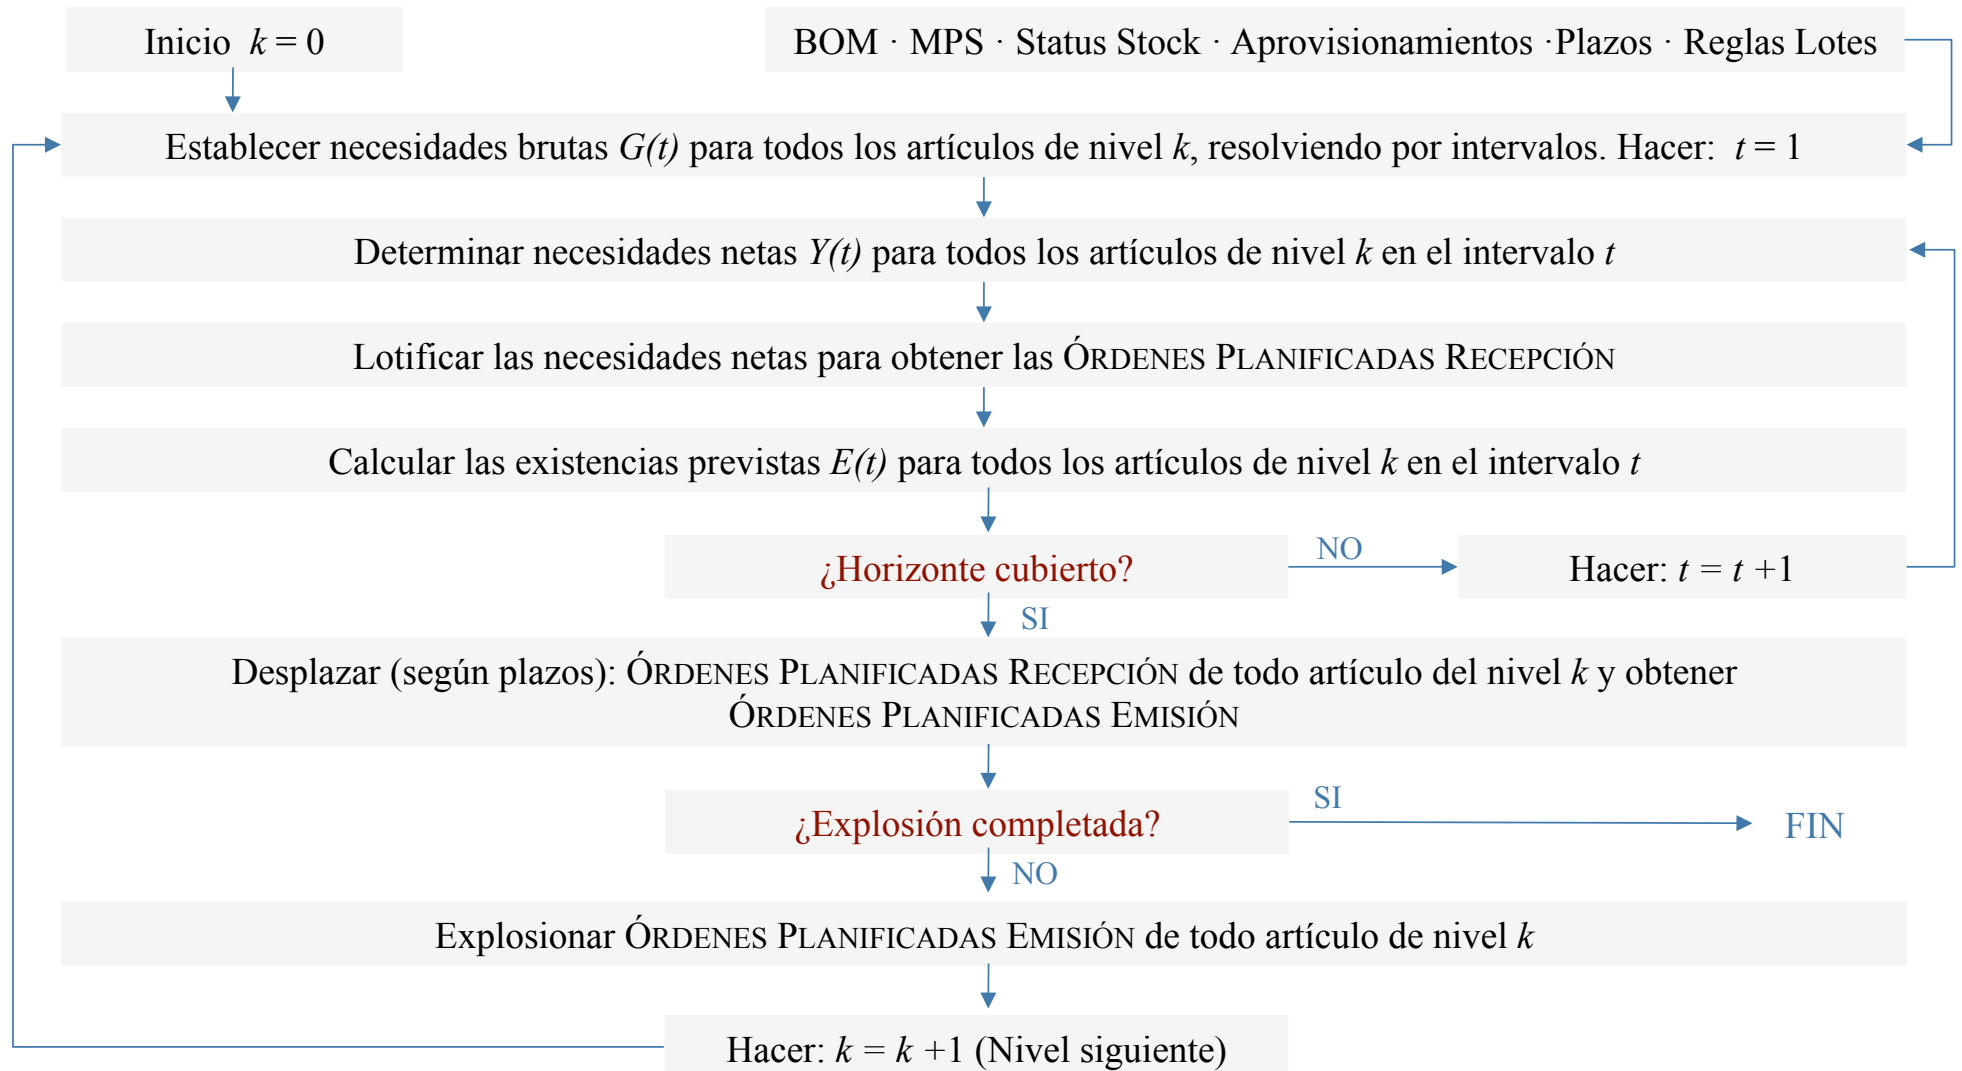 Inicio k = 0
BOM · MPS · Status Stock · Aprovisionamientos ·Plazos · Reglas Lotes
Establecer necesidades brutas G(t) para todos los artículos de nivel k, resolviendo por intervalos. Hacer: t = 1
Determinar necesidades netas Y(t) para todos los artículos de nivel k en el intervalo t
Lotificar las necesidades netas para obtener las ÓRDENES PLANIFICADAS RECEPCIÓN
Calcular las existencias previstas E(t) para todos los artículos de nivel k en el intervalo t
¿Horizonte cubierto?
NO
Hacer: t = t +1
SI
Desplazar (según plazos): ÓRDENES PLANIFICADAS RECEPCIÓN de todo artículo del nivel k y obtener
ÓRDENES PLANIFICADAS EMISIÓN
¿Explosión completada?
SI
FIN
NO
Explosionar ÓRDENES PLANIFICADAS EMISIÓN de todo artículo de nivel k
Hacer: k = k +1 (Nivel siguiente)